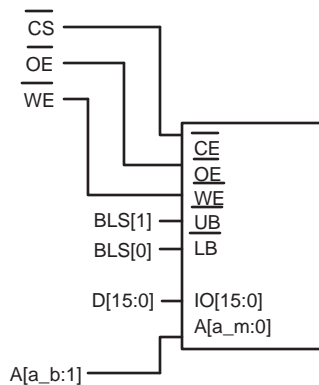 CS
OE
WE
CE
OE
WE
BLS[1] UB
BLS[0] LB
D[15:0] IO[15:0]
A[a_m:0]
A[a_b:1]